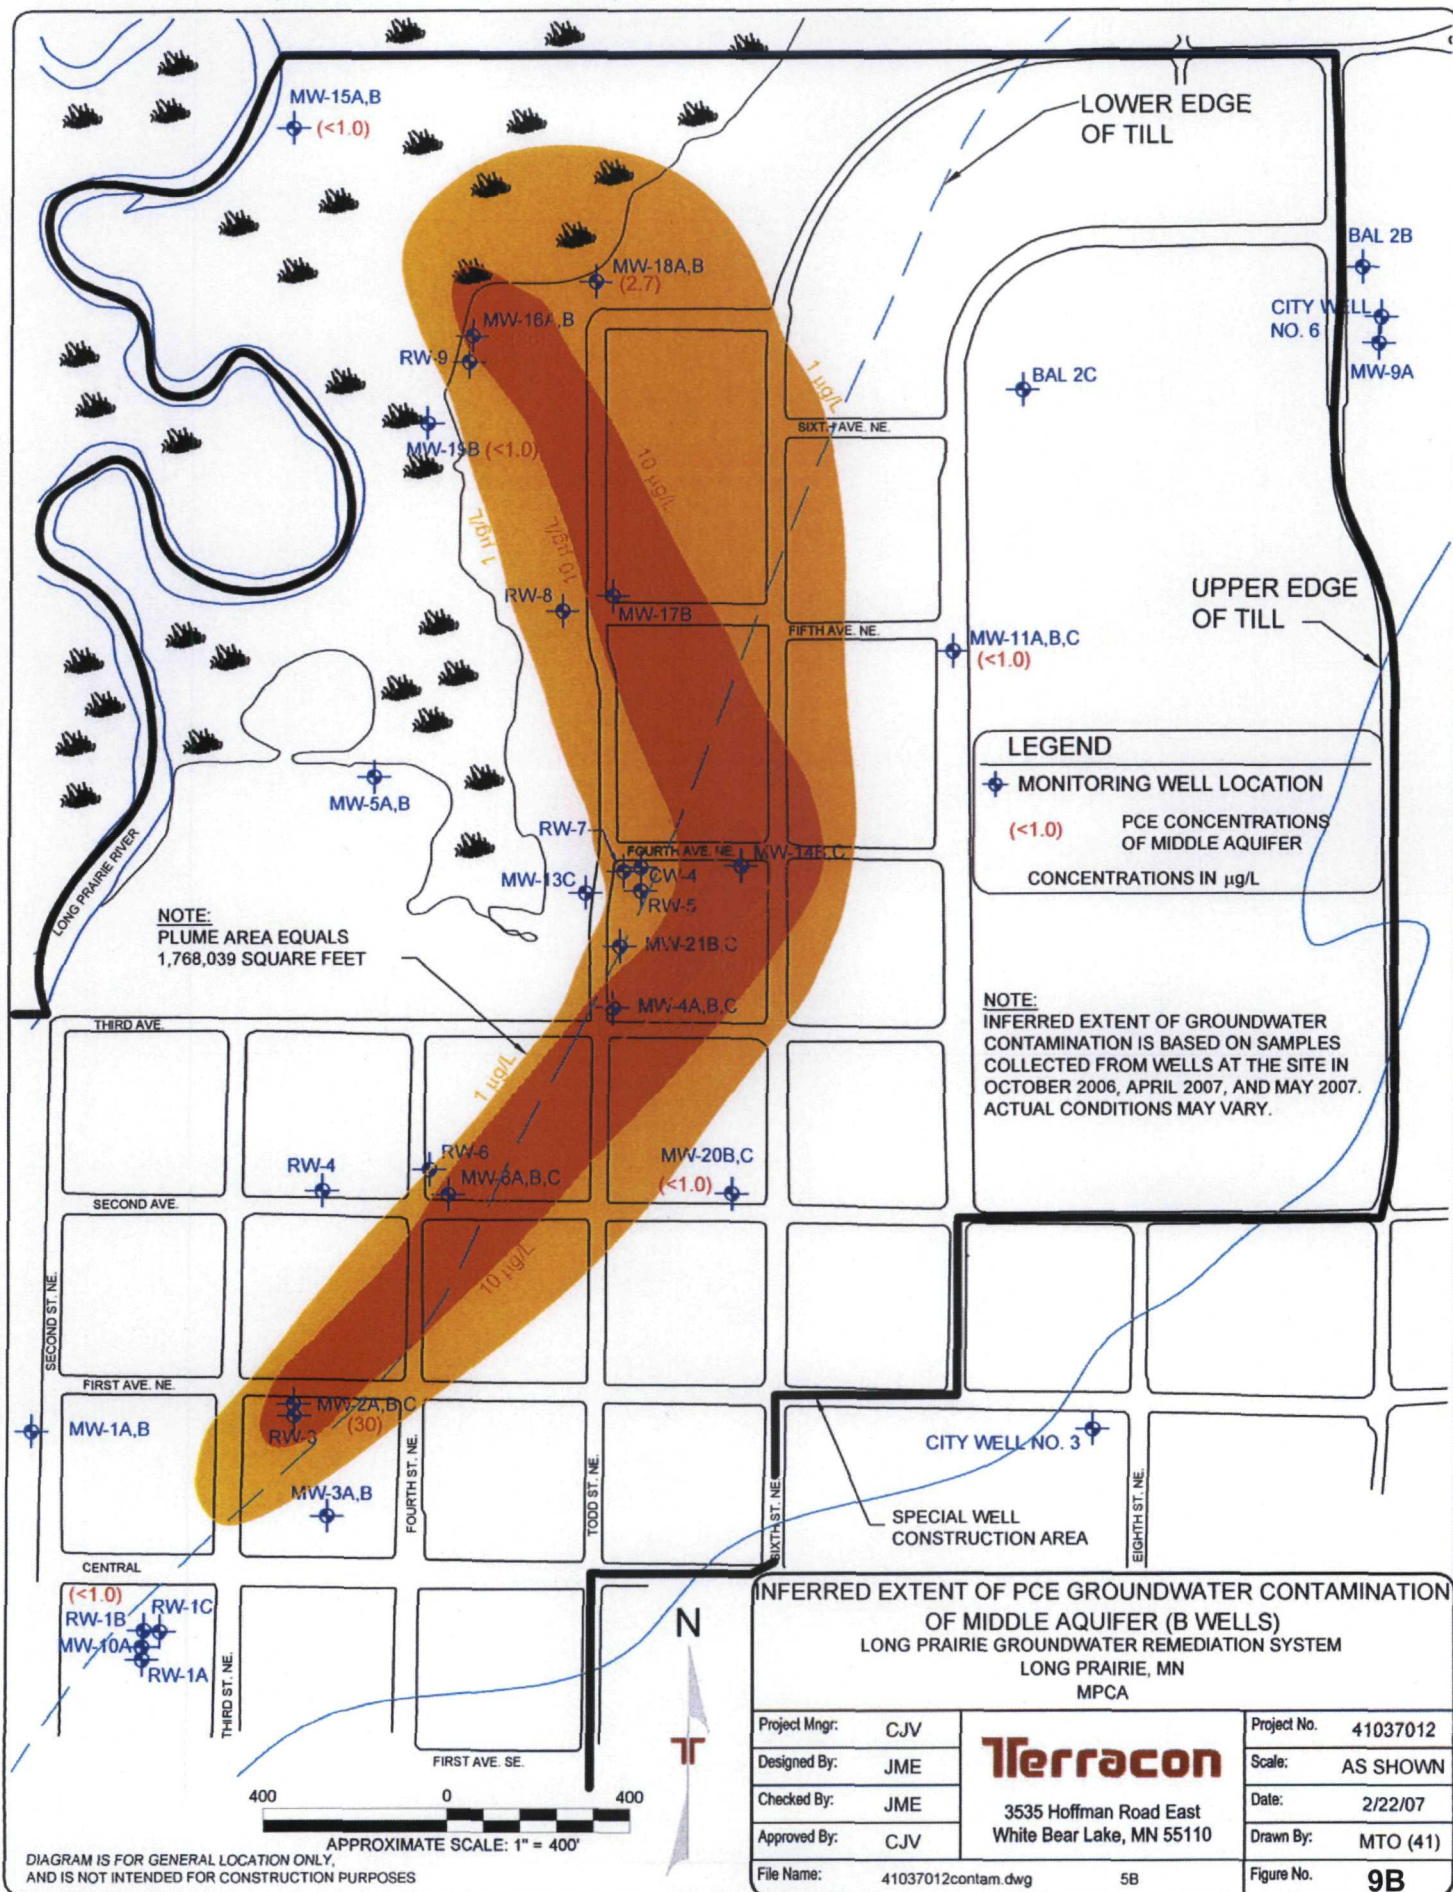 MW-15A,B
(<1.0)
LOWER EDGE
OF TILL
BAL 2B
MW-18A,B
(2.7)
CITY WELL
NO. 6
MW-16A,B
RW-9
MW-9A
1 µg/L
BAL 2C
SIXTH AVE. NE.
MW-19B (<1.0)
10 µg/L
1 µg/L
10 µg/L
UPPER EDGE
OF TILL
RW-8
MW-17B
FIFTH AVE. NE.
MW-11A,B,C
(<1.0)
LEGEND
MONITORING WELL LOCATION
(<1.0)
PCE CONCENTRATIONS
OF MIDDLE AQUIFER
CONCENTRATIONS IN µg/L
MW-5A,B
RW-7
FOURTH AVE. NE.
MW-14B,C
MW-13C
CW-4
RW-5
LONG PRAIRIE RIVER
NOTE:
PLUME AREA EQUALS
1,768,039 SQUARE FEET
MW-21B,C
MW-4A,B,C
NOTE:
INFERRED EXTENT OF GROUNDWATER
CONTAMINATION IS BASED ON SAMPLES
COLLECTED FROM WELLS AT THE SITE IN
OCTOBER 2006, APRIL 2007, AND MAY 2007.
ACTUAL CONDITIONS MAY VARY.
THIRD AVE.
1 µg/L
RW-6
RW-4
MW-6A,B,C
MW-20B,C
(<1.0)
SECOND AVE.
10 µg/L
SECOND ST. NE.
FIRST AVE. NE.
MW-2A,B,C
(30)
RW-3
MW-1A,B
CITY WELL NO. 3
MW-3A,B
FOURTH ST. NE.
TODD ST. NE.
SIXTH ST. NE.
EIGHTH ST. NE.
SPECIAL WELL
CONSTRUCTION AREA
CENTRAL
(<1.0)
RW-1B
RW-1C
MW-10A
RW-1A
THIRD ST. NE.
FIRST AVE. SE.
N
400
0
400
APPROXIMATE SCALE: 1" = 400'
DIAGRAM IS FOR GENERAL LOCATION ONLY,
AND IS NOT INTENDED FOR CONSTRUCTION PURPOSES
INFERRED EXTENT OF PCE GROUNDWATER CONTAMINATION
OF MIDDLE AQUIFER (B WELLS)
LONG PRAIRIE GROUNDWATER REMEDIATION SYSTEM
LONG PRAIRIE, MN
MPCA
Project Mngr: CJV
Designed By: JME
Checked By: JME
Approved By: CJV
Terracon
3535 Hoffman Road East
White Bear Lake, MN 55110
Project No. 41037012
Scale: AS SHOWN
Date: 2/22/07
Drawn By: MTO (41)
File Name: 41037012contam.dwg 5B
Figure No. 9B